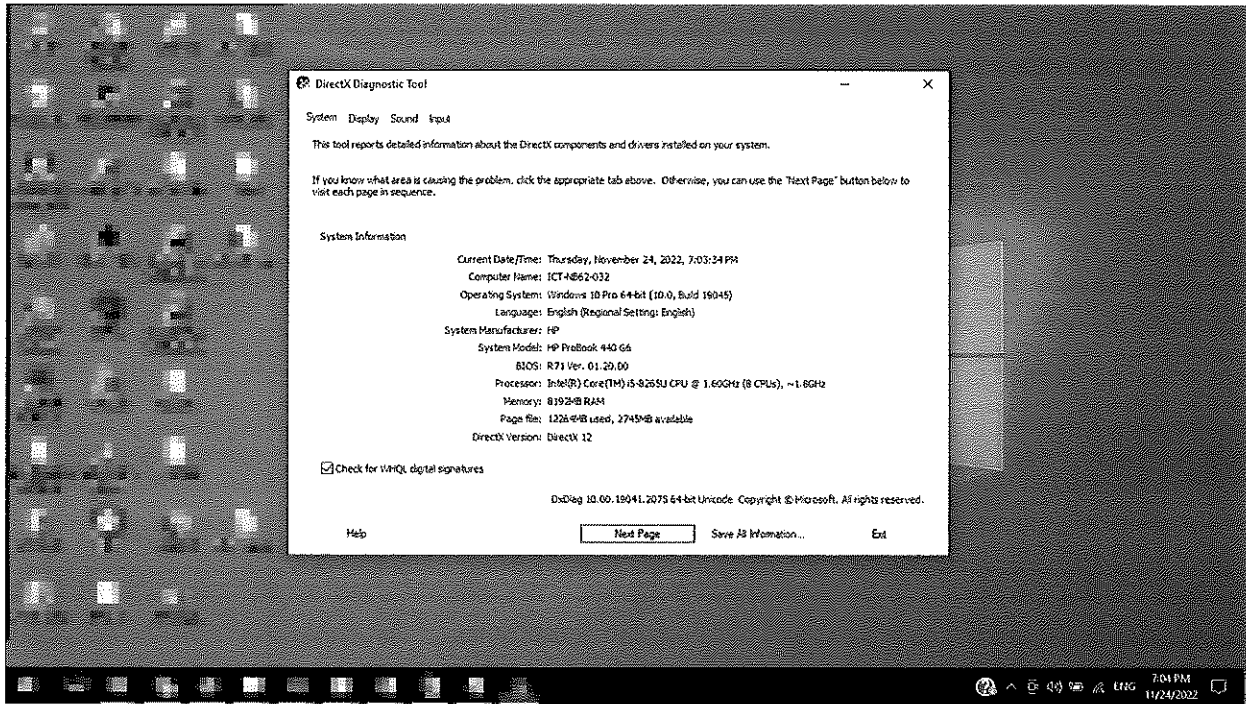 DirectX Diagnostic Tool
System Display Sound Input
This tool reports detailed information about the DirectX components and drivers installed on your system.
If you know what area is causing the problem, click the appropriate tab above. Otherwise, you can use the "Next Page" button below to
visit each page in sequence.
System Information
Current Date/Time: Thursday, November 24, 2022, 7:03:34 PM
Computer Name: ICT-NB62-032
Operating System: Windows 10 Pro 64-bit (10.0, Build 19045)
Language: English (Regional Setting: English)
System Manufacturer: HP
System Model: HP ProBook 440 G6
BIOS: R71 Ver. 01.20.00
Processor: Intel(R) Core(TM) i5-8265U CPU @ 1.60GHz (8 CPUs), ~1.8GHz
Memory: 8192MB RAM
Page file: 12264MB used, 2745MB available
DirectX Version: DirectX 12
Check for WHQL digital signatures
DxDiag 10.00.19041.2075 64-bit Unicode Copyright © Microsoft. All rights reserved.
Help Next Page Save All Information... Exit
ENG 7:04 PM
11/24/2022